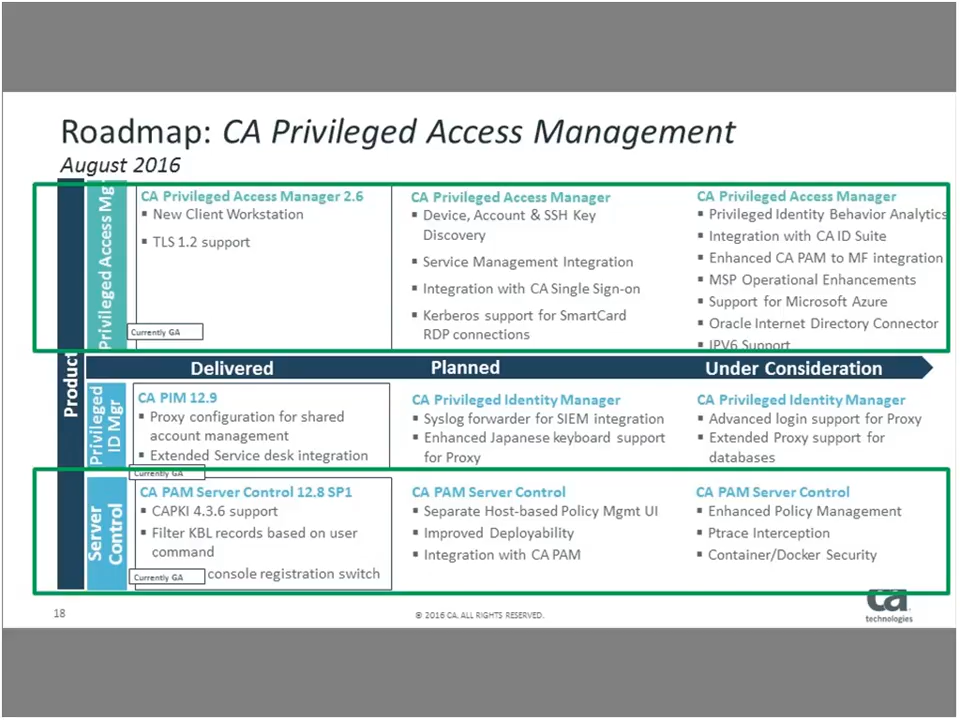 Roadmap: CA Privileged Access Management
August 2016
Product
Privileged Access Mg
CA Privileged Access Manager 2.6
▪ New Client Workstation
▪ TLS 1.2 support
Currently GA
CA Privileged Access Manager
▪ Device, Account & SSH Key
Discovery
▪ Service Management Integration
▪ Integration with CA Single Sign-on
▪ Kerberos support for SmartCard
RDP connections
CA Privileged Access Manager
▪ Privileged Identity Behavior Analytics
▪ Integration with CA ID Suite
▪ Enhanced CA PAM to MF integration
▪ MSP Operational Enhancements
▪ Support for Microsoft Azure
▪ Oracle Internet Directory Connector
▪ IPV6 Support
Delivered
Planned
Under Consideration
Privileged
ID Mgr
CA PIM 12.9
▪ Proxy configuration for shared
account management
▪ Extended Service desk integration
Currently GA
CA Privileged Identity Manager
▪ Syslog forwarder for SIEM integration
▪ Enhanced Japanese keyboard support
for Proxy
CA Privileged Identity Manager
▪ Advanced login support for Proxy
▪ Extended Proxy support for
databases
Server
Control
CA PAM Server Control 12.8 SP1
▪ CAPKI 4.3.6 support
▪ Filter KBL records based on user
command
console registration switch
Currently GA
CA PAM Server Control
▪ Separate Host-based Policy Mgmt UI
▪ Improved Deployability
▪ Integration with CA PAM
CA PAM Server Control
▪ Enhanced Policy Management
▪ Ptrace Interception
▪ Container/Docker Security
18
© 2016 CA. ALL RIGHTS RESERVED.
ca
technologies